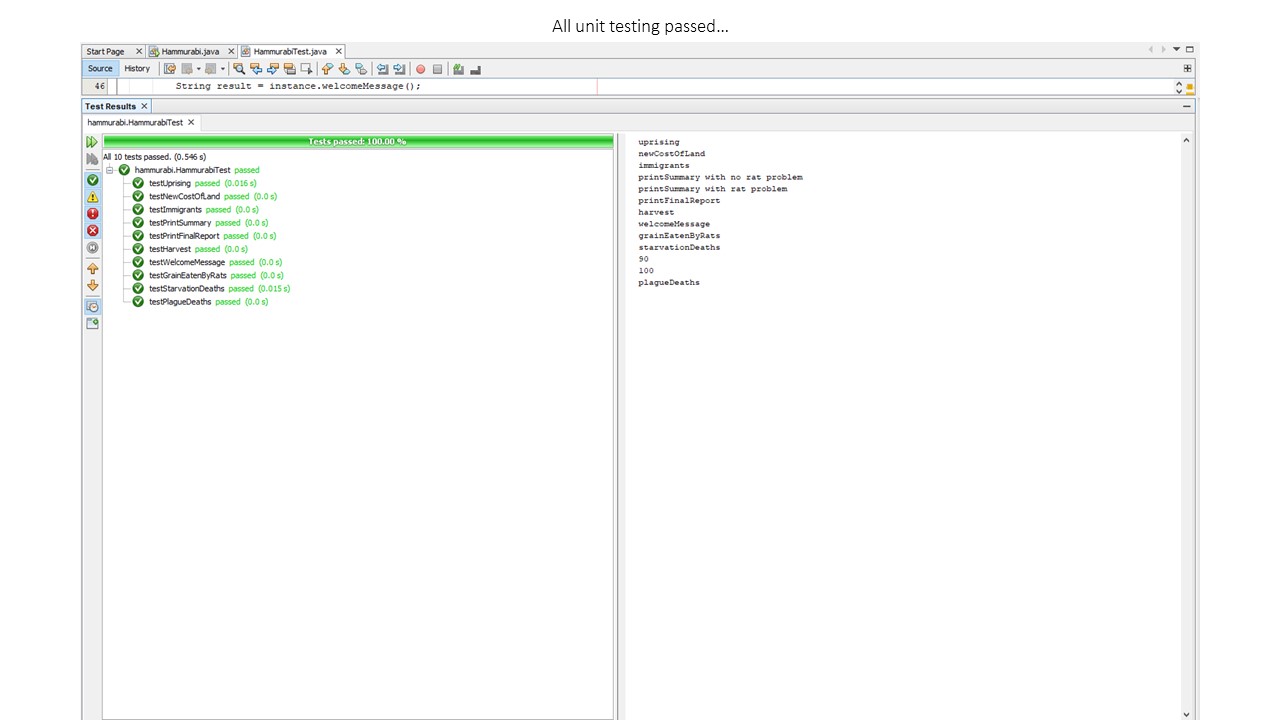 All unit testing passed...
Start Page Hammurabi.java HammurabiTest.java
Source History
46 String result = instance.welcomeMessage();
Test Results
hammurabi.HammurabiTest
Tests passed: 100.00 %
All 10 tests passed. (0.546 s)
hammurabi.HammurabiTest passed
testUprising passed (0.016 s)
testNewCostOfLand passed (0.0 s)
testImmigrants passed (0.0 s)
testPrintSummary passed (0.0 s)
testPrintFinalReport passed (0.0 s)
testHarvest passed (0.0 s)
testWelcomeMessage passed (0.0 s)
testGrainEatenByRats passed (0.0 s)
testStarvationDeaths passed (0.015 s)
testPlagueDeaths passed (0.0 s)
uprising
newCostOfLand
immigrants
printSummary with no rat problem
printSummary with rat problem
printFinalReport
harvest
welcomeMessage
grainEatenByRats
starvationDeaths
90
100
plagueDeaths